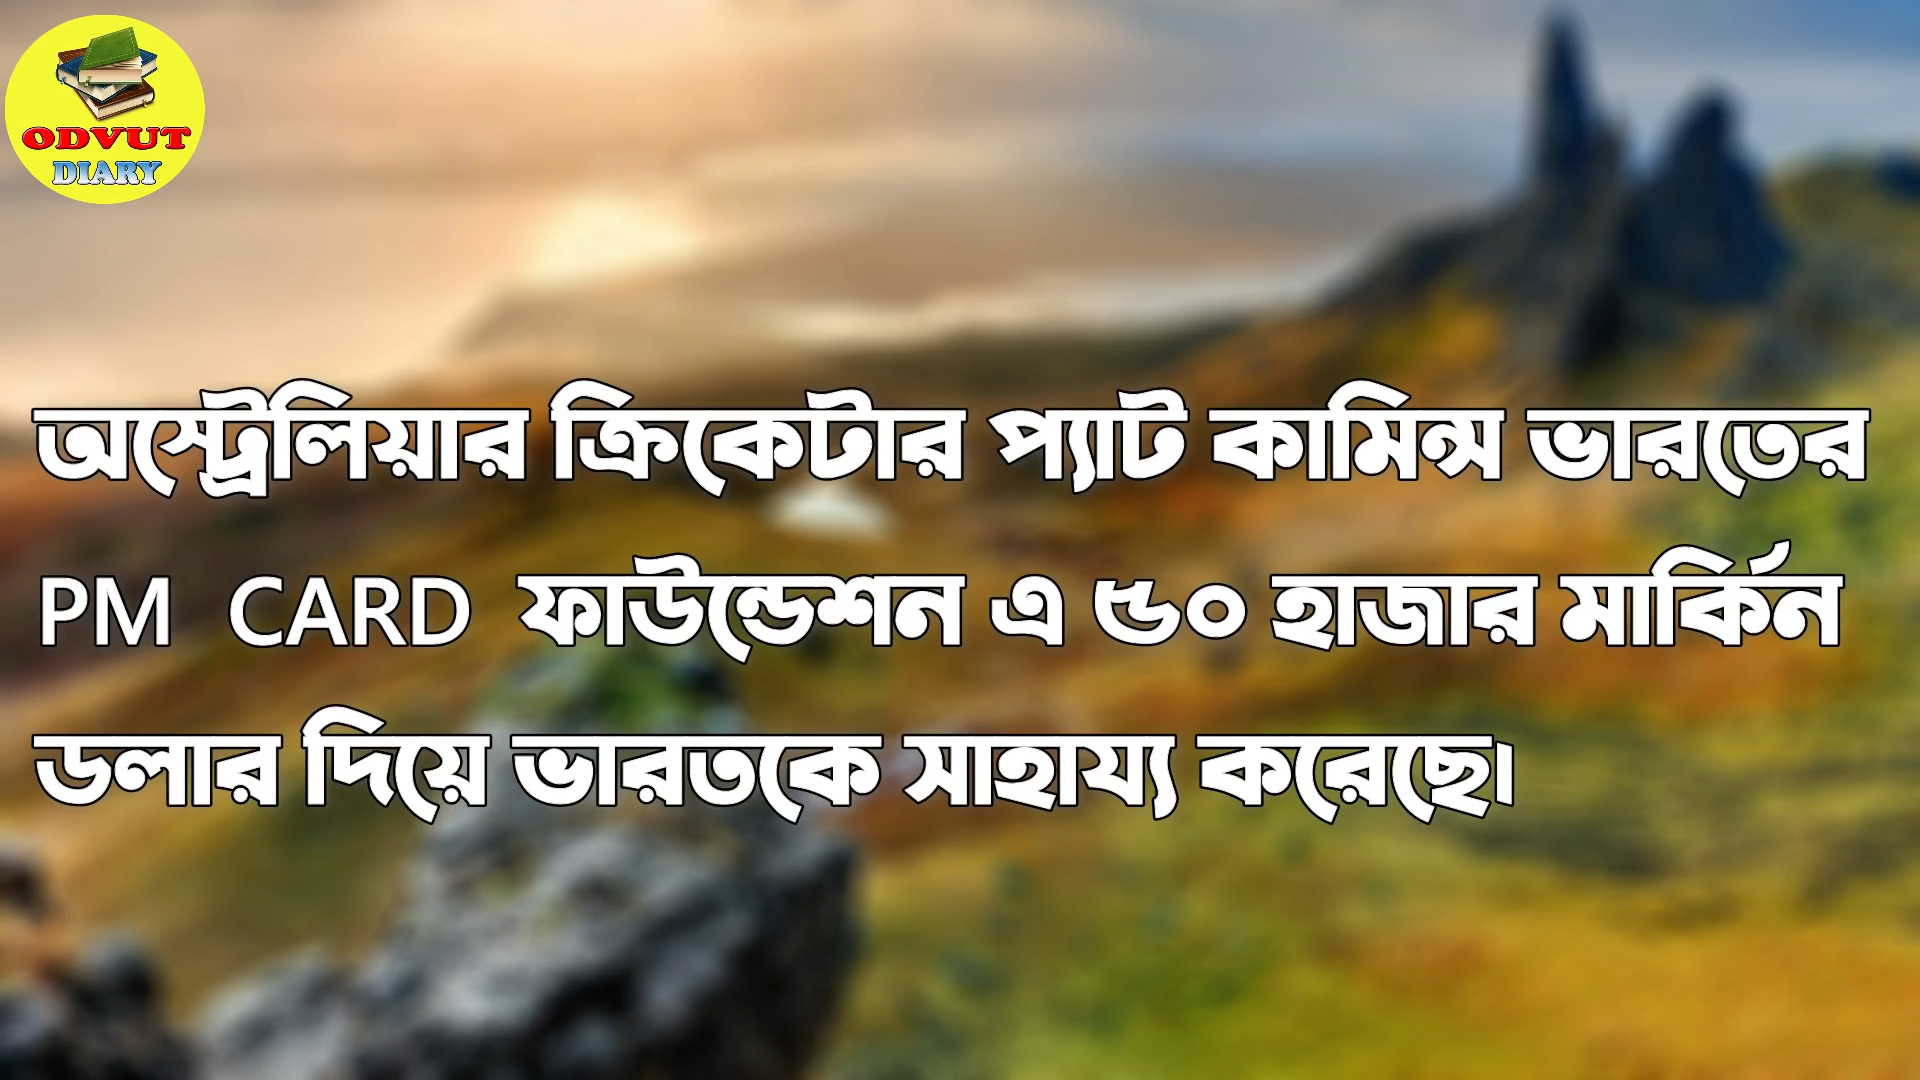 ODVUT
DIARY
অস্ট্রেলিয়ার ক্রিকেটার প্যাট কামিন্স ভারতের
PM CARD ফাউন্ডেশন এ ৫০ হাজার মার্কিন
ডলার দিয়ে ভারতকে সাহায্য করেছে।